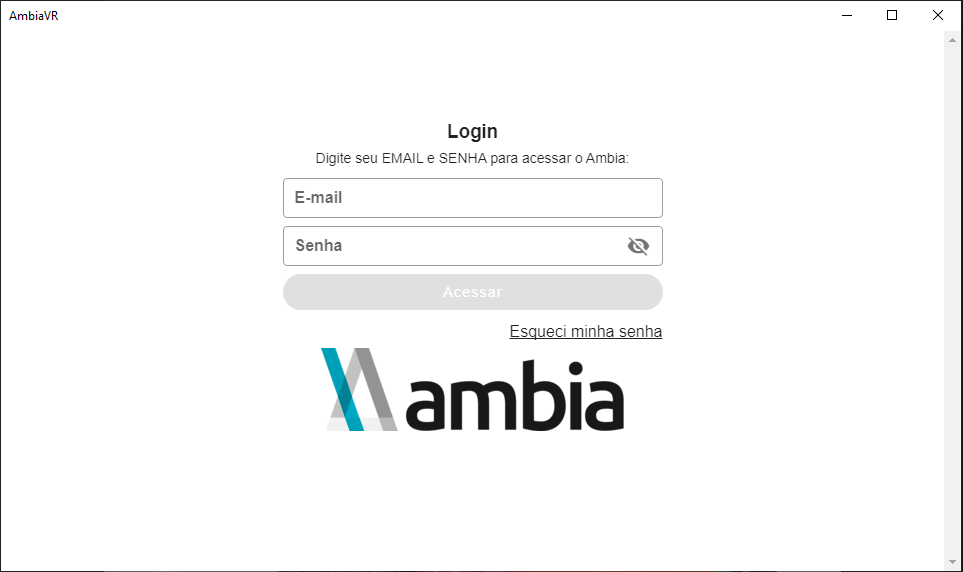 AmbiaVR
Login
Digite seu EMAIL e SENHA para acessar o Ambia:
E-mail
Senha
Acessar
Esqueci minha senha
ambia